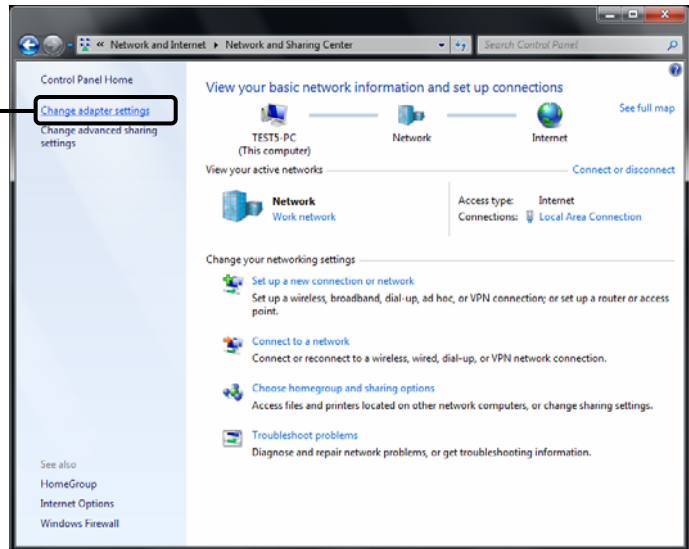 « Network and Internet ▸ Network and Sharing Center
Search Control Panel
Control Panel Home
Change adapter settings
Change advanced sharing
settings
See also
HomeGroup
Internet Options
Windows Firewall
View your basic network information and set up connections
See full map
TEST5-PC
(This computer)
Network
Internet
View your active networks
Connect or disconnect
Network
Work network
Access type: Internet
Connections: Local Area Connection
Change your networking settings
Set up a new connection or network
Set up a wireless, broadband, dial-up, ad hoc, or VPN connection; or set up a router or access
point.
Connect to a network
Connect or reconnect to a wireless, wired, dial-up, or VPN network connection.
Choose homegroup and sharing options
Access files and printers located on other network computers, or change sharing settings.
Troubleshoot problems
Diagnose and repair network problems, or get troubleshooting information.